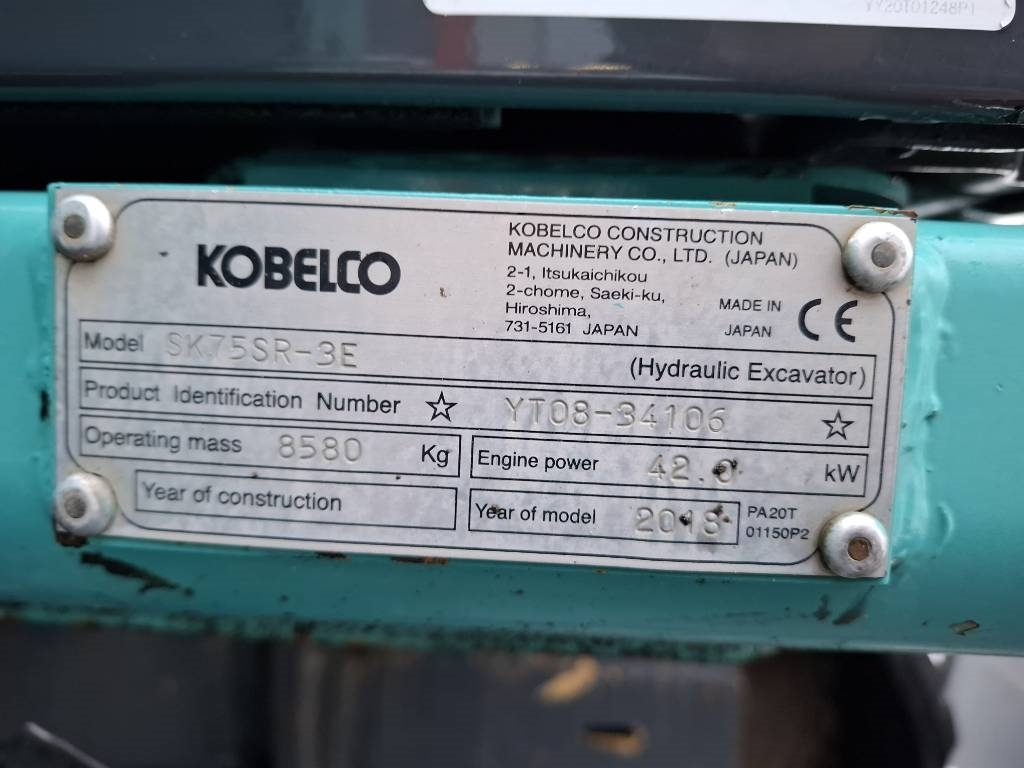 YY20T01248P1
KOBELCO
KOBELCO CONSTRUCTION
MACHINERY CO., LTD. (JAPAN)
2-1, Itsukaichikou
2-chome, Saeki-ku,
Hiroshima,
731-5161 JAPAN
MADE IN
JAPAN
CE
Model SK75SR-3E (Hydraulic Excavator)
Product Identification Number ☆ YT08-34106 ☆
Operating mass 8580 Kg
Engine power 42.0 kW
Year of construction
Year of model 2018
PA20T
01150P2